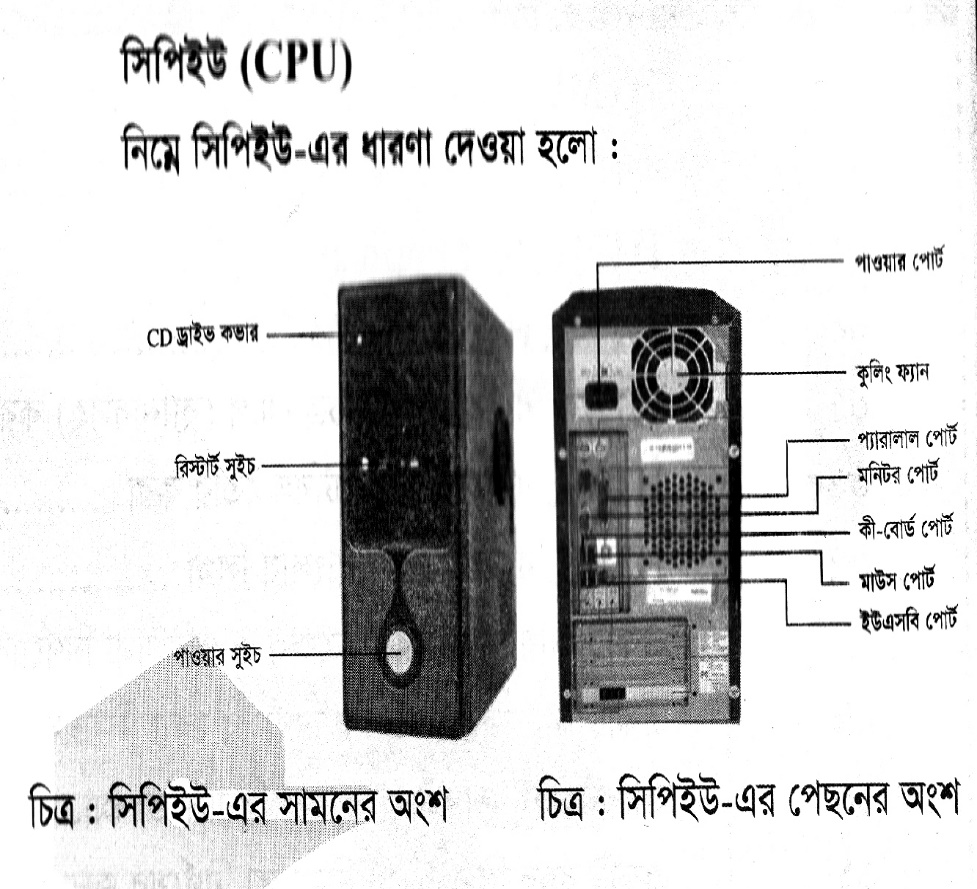 সিপিইউ (CPU)
নিম্নে সিপিইউ-এর ধারণা দেওয়া হলো :
পাওয়ার পোর্ট
CD ড্রাইভ কভার
কুলিং ফ্যান
প্যারালাল পোর্ট
রিস্টার্ট সুইচ
মনিটর পোর্ট
কী-বোর্ড পোর্ট
মাউস পোর্ট
ইউএসবি পোর্ট
পাওয়ার সুইচ
চিত্র : সিপিইউ-এর সামনের অংশ
চিত্র : সিপিইউ-এর পেছনের অংশ